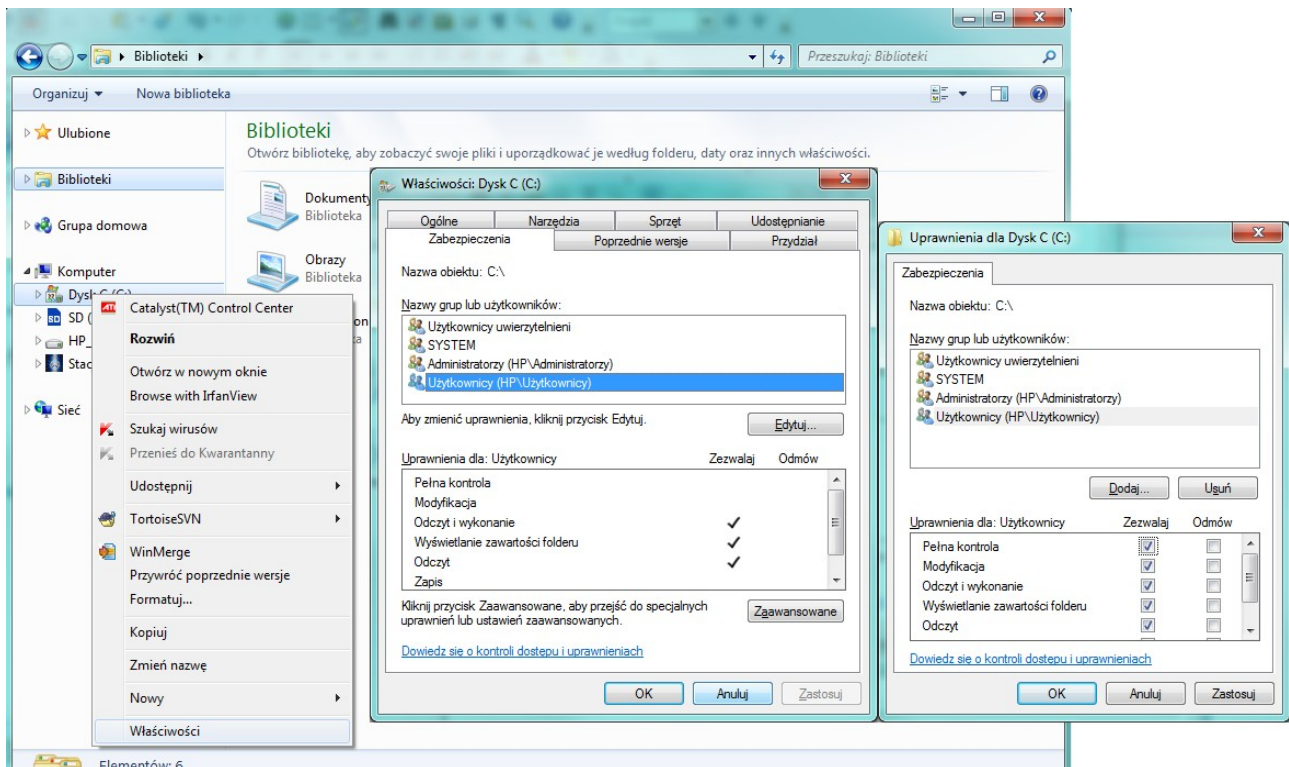 Biblioteki
Przeszukaj: Biblioteki
Organizuj
Nowa biblioteka
Ulubione
Biblioteki
Grupa domowa
Komputer
SD (
HP_
Stac
Sieć
Biblioteki
Otwórz bibliotekę, aby zobaczyć swoje pliki i uporządkować je według folderu, daty oraz innych właściwości.
Dokumenty
Biblioteka
Obrazy
Biblioteka
Elementów: 6
Catalyst(TM) Control Center
Rozwiń
Otwórz w nowym oknie
Browse with IrfanView
Szukaj wirusów
Przenieś do Kwarantanny
Udostępnij
TortoiseSVN
WinMerge
Przywróć poprzednie wersje
Formatuj...
Kopiuj
Zmień nazwę
Nowy
Właściwości
Właściwości: Dysk C (C:)
Ogólne Narzędzia Sprzęt Udostępnianie
Zabezpieczenia Poprzednie wersje Przydział
Nazwa obiektu: C:\
Nazwy grup lub użytkowników:
Użytkownicy uwierzytelnieni
SYSTEM
Administratorzy (HP\Administratorzy)
Użytkownicy (HP\Użytkownicy)
Aby zmienić uprawnienia, kliknij przycisk Edytuj.
Edytuj...
Uprawnienia dla: Użytkownicy Zezwalaj Odmów
Pełna kontrola
Modyfikacja
Odczyt i wykonanie
Wyświetlanie zawartości folderu
Odczyt
Zapis
Kliknij przycisk Zaawansowane, aby przejść do specjalnych
uprawnień lub ustawień zaawansowanych.
Zaawansowane
Dowiedz się o kontroli dostępu i uprawnieniach
OK Anuluj Zastosuj
Uprawnienia dla Dysk C (C:)
Zabezpieczenia
Nazwa obiektu: C:\
Nazwy grup lub użytkowników:
Użytkownicy uwierzytelnieni
SYSTEM
Administratorzy (HP\Administratorzy)
Użytkownicy (HP\Użytkownicy)
Dodaj... Usuń
Uprawnienia dla: Użytkownicy Zezwalaj Odmów
Pełna kontrola
Modyfikacja
Odczyt i wykonanie
Wyświetlanie zawartości folderu
Odczyt
Dowiedz się o kontroli dostępu i uprawnieniach
OK Anuluj Zastosuj